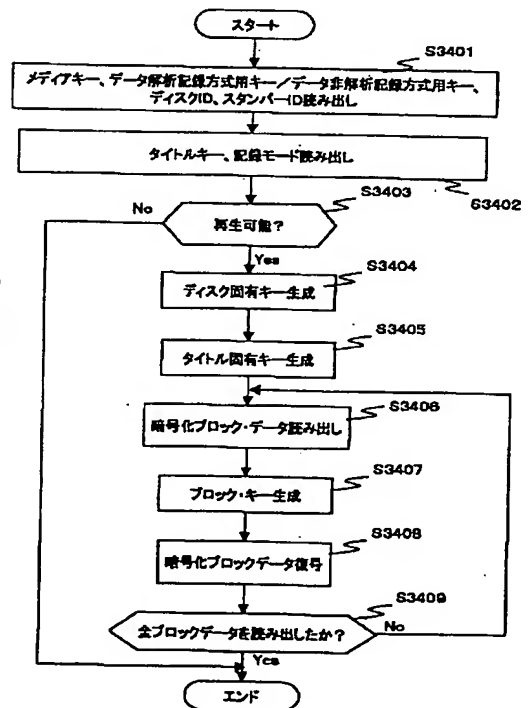 スタート
S3401
メディアキー、データ解析記録方式用キー／データ非解析記録方式用キー、
ディスクID、スタンパーID読み出し
タイトルキー、記録モード読み出し
S3402
S3403
No
再生可能？
Yes
S3404
ディスク固有キー生成
S3405
タイトル固有キー生成
S3406
暗号化ブロック・データ読み出し
S3407
ブロック・キー生成
S3408
暗号化ブロックデータ復号
S3409
全ブロックデータを読み出したか？
No
Yes
エンド